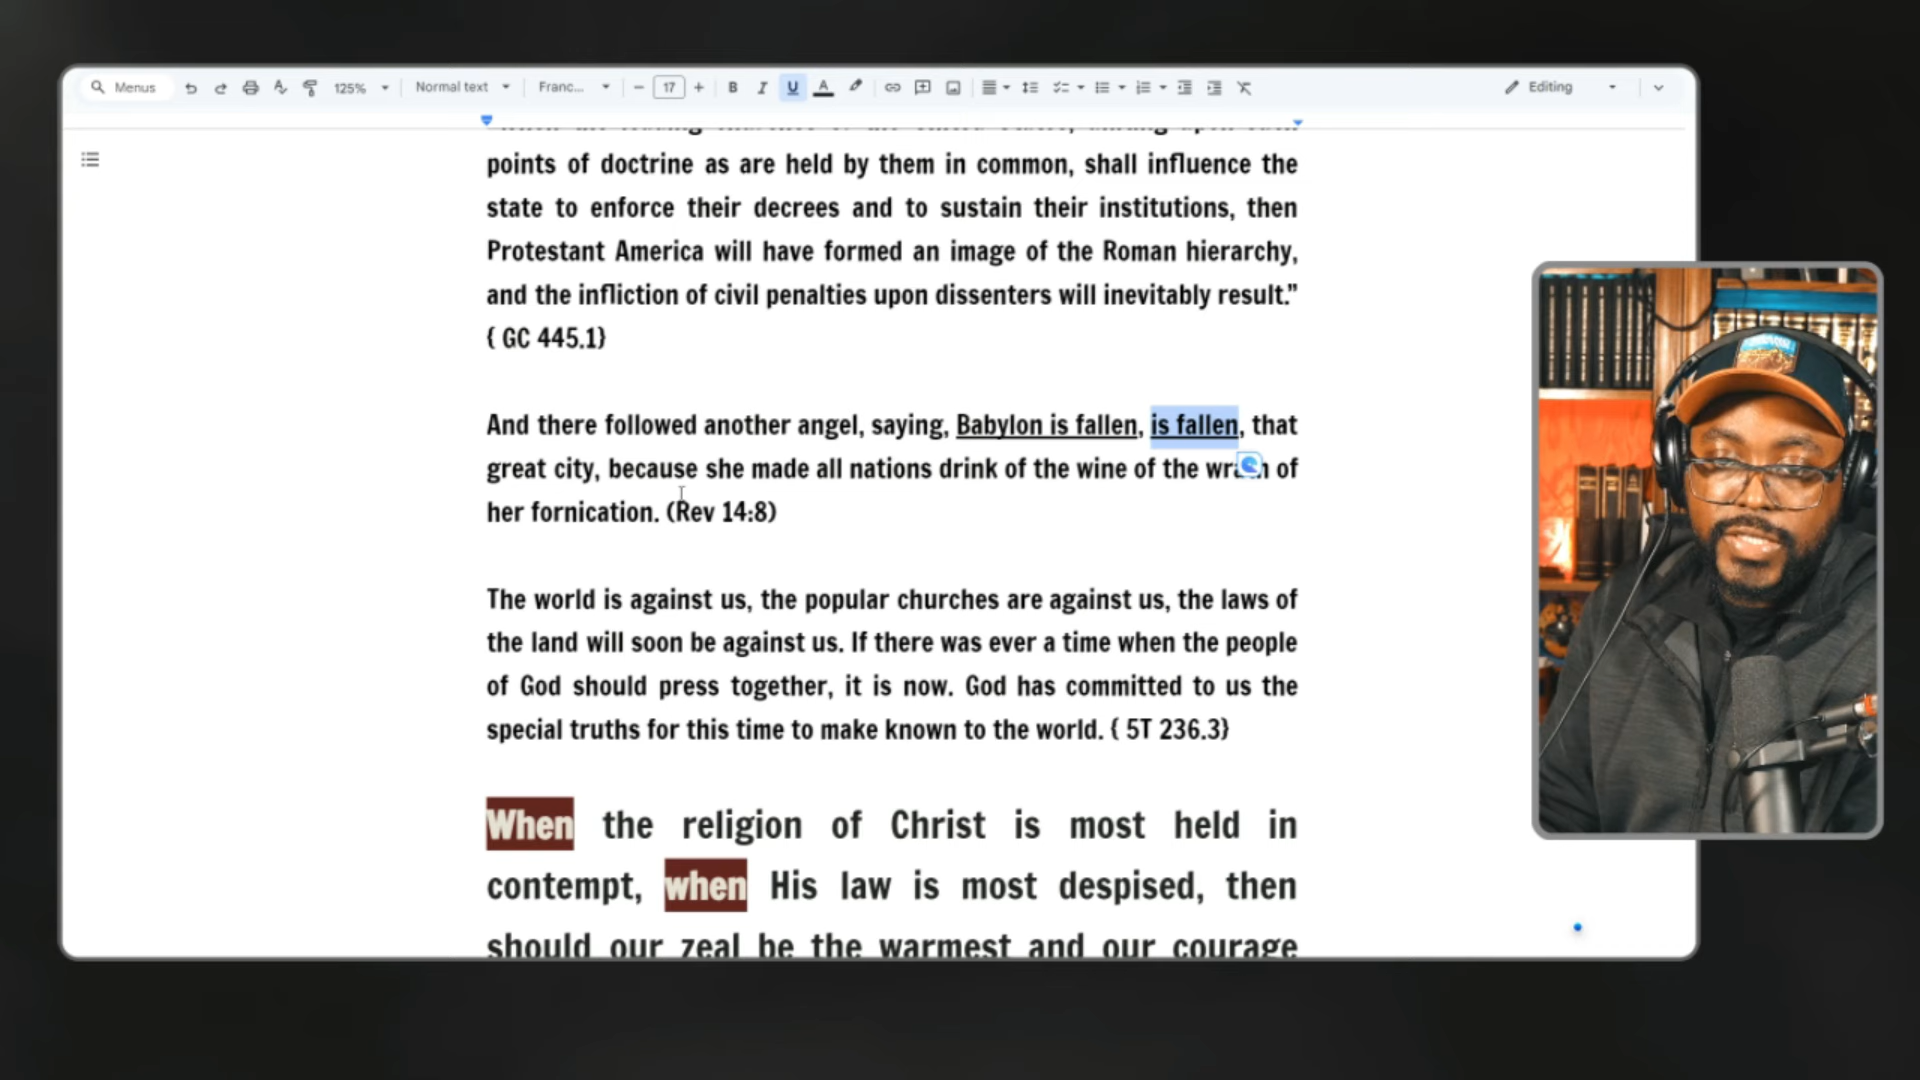 Menus
125%
Normal text
Franc...
17
B
I
U
A
Editing
points of doctrine as are held by them in common, shall influence the
state to enforce their decrees and to sustain their institutions, then
Protestant America will have formed an image of the Roman hierarchy,
and the infliction of civil penalties upon dissenters will inevitably result.”
{ GC 445.1}
And there followed another angel, saying, Babylon is fallen, is fallen, that
great city, because she made all nations drink of the wine of the of
her fornication. (Rev 14:8)
The world is against us, the popular churches are against us, the laws of
the land will soon be against us. If there was ever a time when the people
of God should press together, it is now. God has committed to us the
special truths for this time to make known to the world. { 5T 236.3}
When the religion of Christ is most held in
contempt, when His law is most despised, then
should our zeal be the warmest and our courage